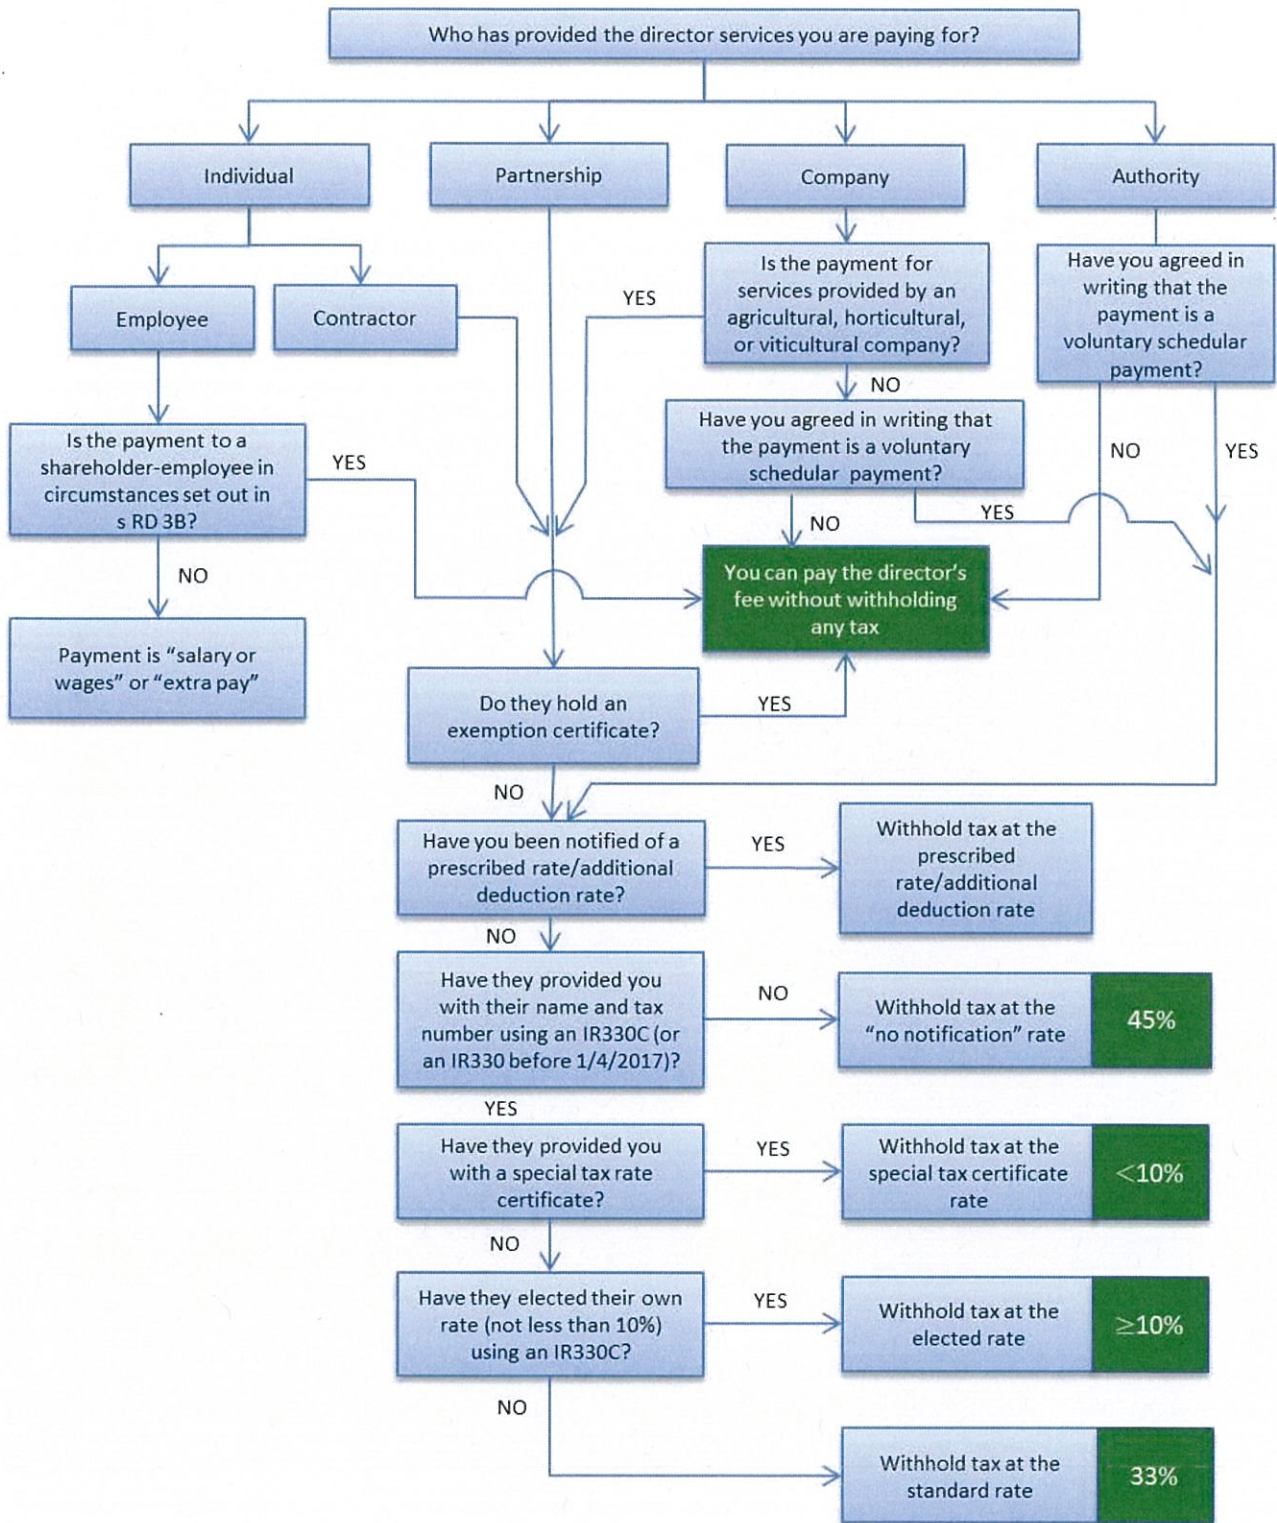 Who has provided the director services you are paying for?
Individual
Partnership
Company
Authority
Employee
Contractor
YES
Is the payment for
services provided by an
agricultural, horticultural,
or viticultural company?
Have you agreed in
writing that the
payment is a
voluntary schedular
payment?
NO
Is the payment to a
shareholder-employee in
circumstances set out in
s RD 3B?
YES
Have you agreed in writing that
the payment is a voluntary
schedular payment?
NO
YES
NO
YES
NO
You can pay the director's
fee without withholding
any tax
Payment is "salary or
wages" or "extra pay"
Do they hold an
exemption certificate?
YES
NO
Have you been notified of a
prescribed rate/additional
deduction rate?
YES
Withhold tax at the
prescribed
rate/additional
deduction rate
NO
Have they provided you
with their name and tax
number using an IR330C (or
an IR330 before 1/4/2017)?
NO
Withhold tax at the
"no notification" rate
45%
YES
Have they provided you
with a special tax rate
certificate?
YES
Withhold tax at the
special tax certificate
rate
<10%
NO
Have they elected their own
rate (not less than 10%)
using an IR330C?
YES
Withhold tax at the
elected rate
≥10%
NO
Withhold tax at the
standard rate
33%